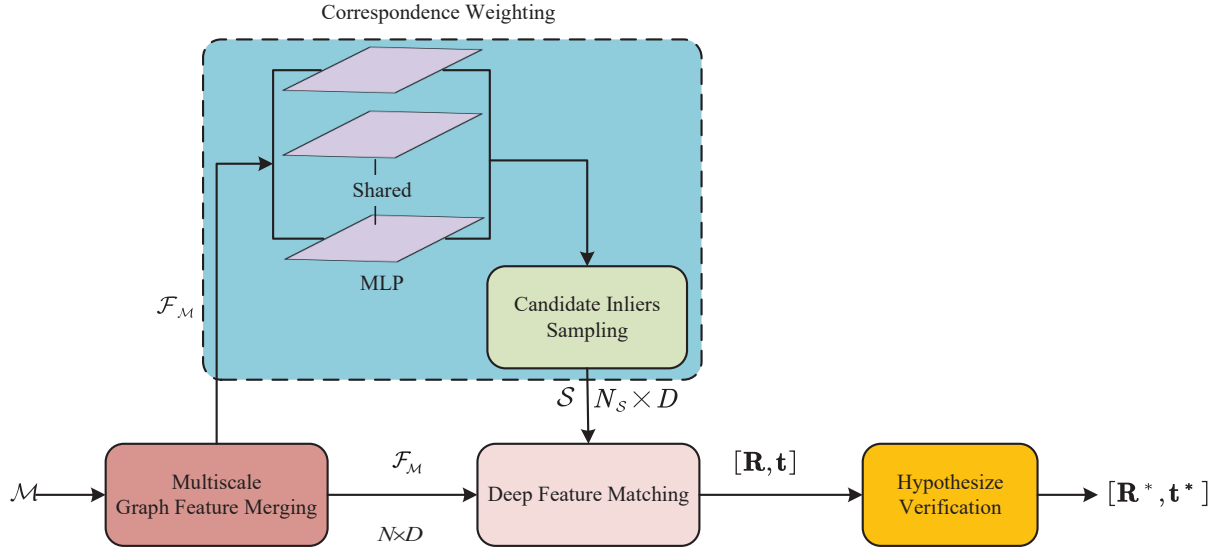 Correspondence Weighting
Shared
MLP
Candidate Inliers
Sampling
𝓕_𝓜
𝒮 N_𝒮 × D
𝓜
Multiscale
Graph Feature Merging
𝓕_𝓜
N×D
Deep Feature Matching
[𝐑, 𝐭]
Hypothesize
Verification
[𝐑*, 𝐭*]